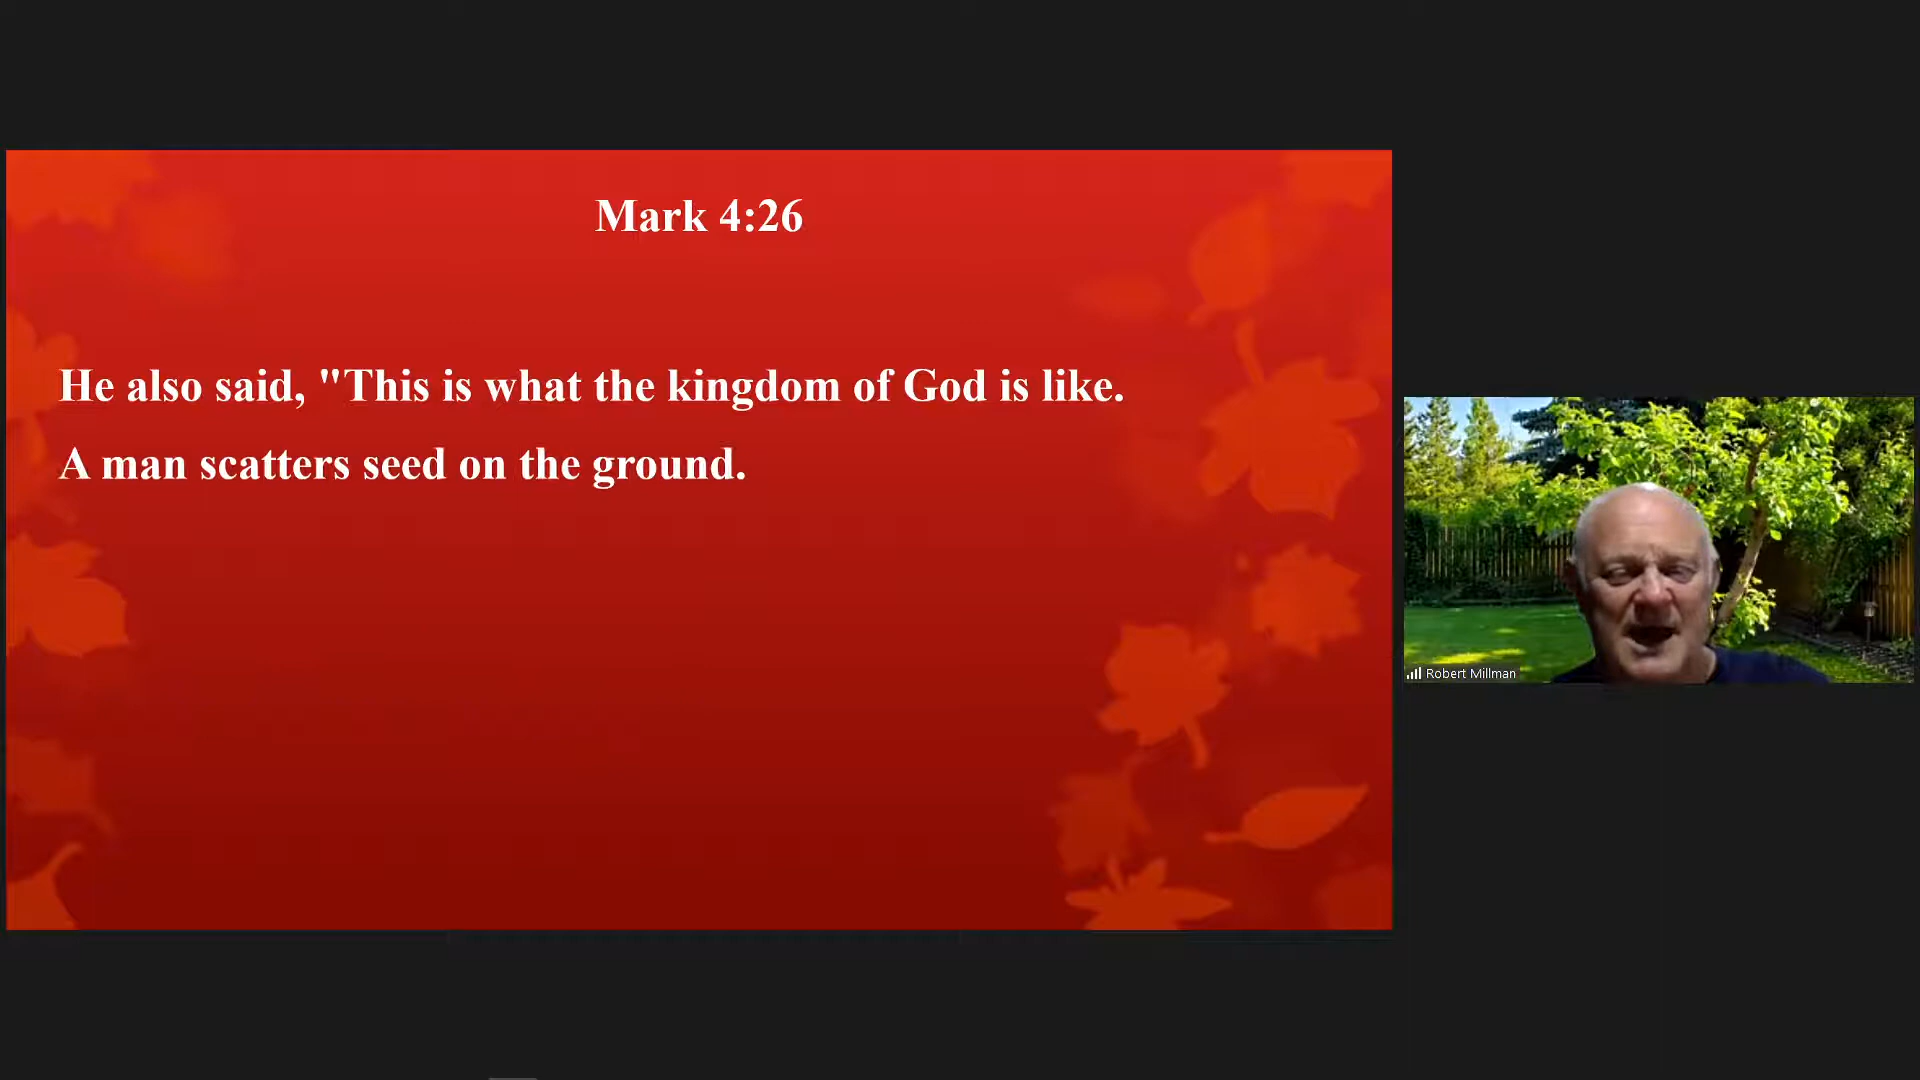 Mark 4:26
He also said, "This is what the kingdom of God is like.
A man scatters seed on the ground.
Robert Millman